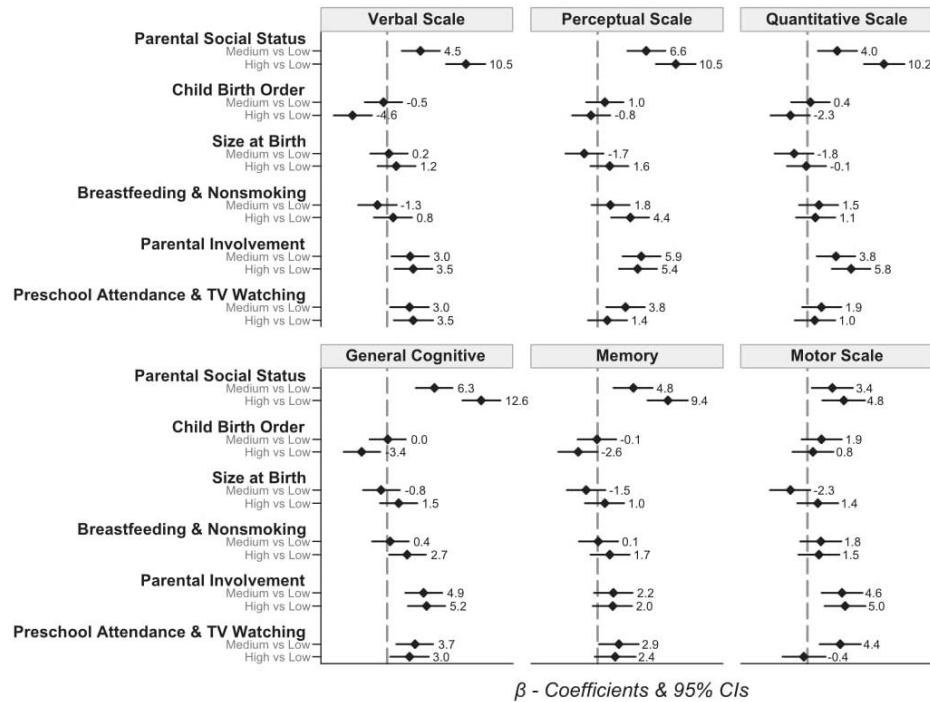 Verbal Scale Perceptual Scale Quantitative Scale
Parental Social Status
Medium vs Low 4.5 6.6 4.0
High vs Low 10.5 10.5 10.2
Child Birth Order
Medium vs Low -0.5 1.0 0.4
High vs Low -4.6 -0.8 -2.3
Size at Birth
Medium vs Low 0.2 -1.7 -1.8
High vs Low 1.2 1.6 -0.1
Breastfeeding & Nonsmoking
Medium vs Low -1.3 1.8 1.5
High vs Low 0.8 4.4 1.1
Parental Involvement
Medium vs Low 3.0 5.9 3.8
High vs Low 3.5 5.4 5.8
Preschool Attendance & TV Watching
Medium vs Low 3.0 3.8 1.9
High vs Low 3.5 1.4 1.0
General Cognitive Memory Motor Scale
Parental Social Status
Medium vs Low 6.3 4.8 3.4
High vs Low 12.6 9.4 4.8
Child Birth Order
Medium vs Low 0.0 -0.1 1.9
High vs Low -3.4 -2.6 0.8
Size at Birth
Medium vs Low -0.8 -1.5 -2.3
High vs Low 1.5 1.0 1.4
Breastfeeding & Nonsmoking
Medium vs Low 0.4 0.1 1.8
High vs Low 2.7 1.7 1.5
Parental Involvement
Medium vs Low 4.9 2.2 4.6
High vs Low 5.2 2.0 5.0
Preschool Attendance & TV Watching
Medium vs Low 3.7 2.9 4.4
High vs Low 3.0 2.4 -0.4
β - Coefficients & 95% CIs